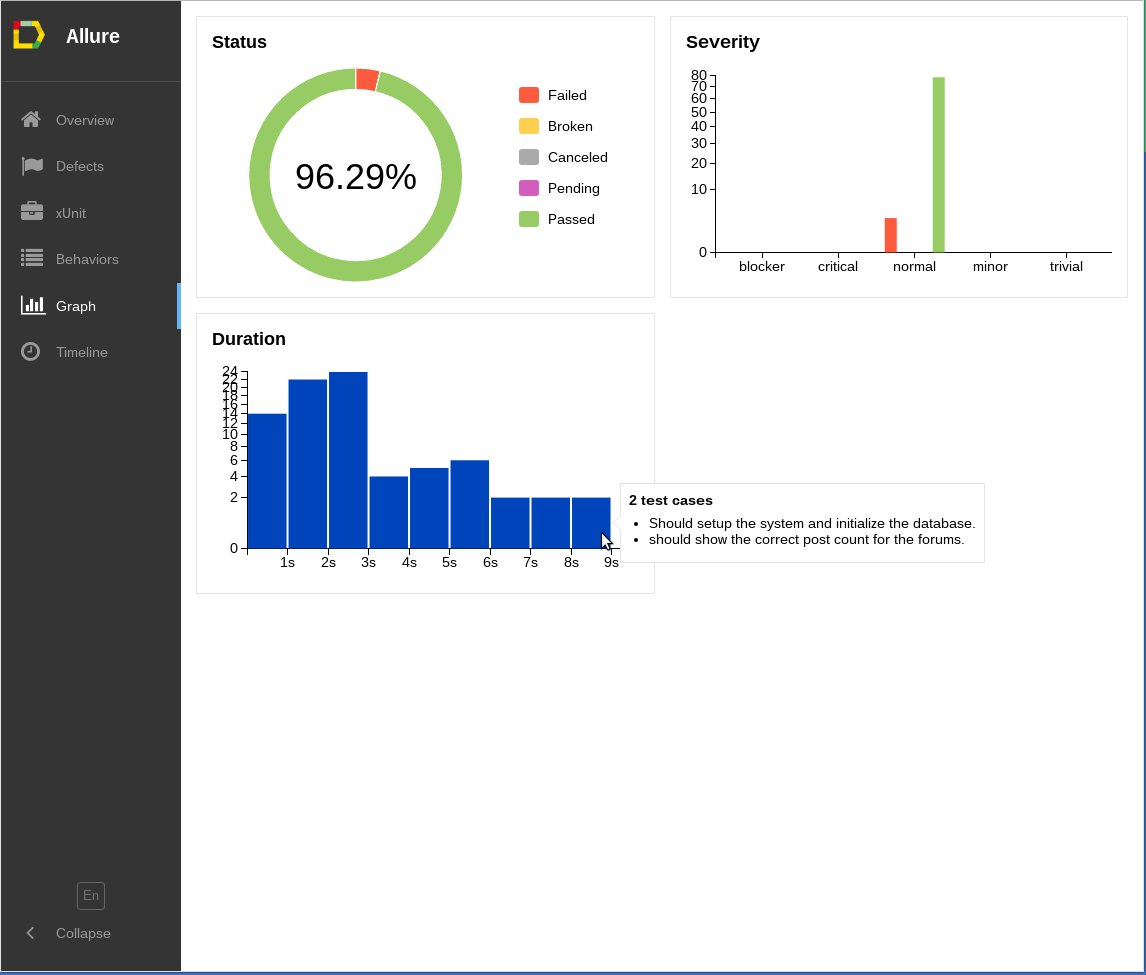 Allure
Overview
Defects
xUnit
Behaviors
Graph
Timeline
En
Collapse
Status
96.29%
Failed
Broken
Canceled
Pending
Passed
Severity
80
70
60
50
40
30
20
10
0
blocker critical normal minor trivial
Duration
24
22
20
18
16
14
12
10
8
6
4
2
0
1s 2s 3s 4s 5s 6s 7s 8s 9s
2 test cases
• Should setup the system and initialize the database.
• should show the correct post count for the forums.